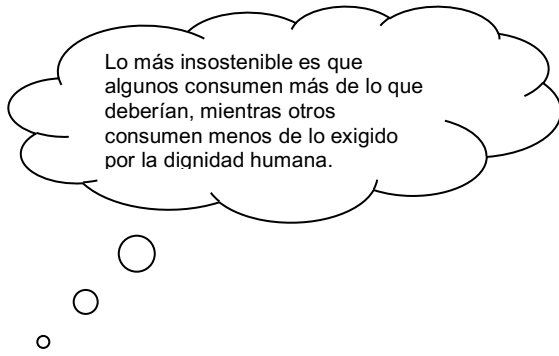 Lo más insostenible es que
algunos consumen más de lo que
deberían, mientras otros
consumen menos de lo exigido
por la dignidad humana.